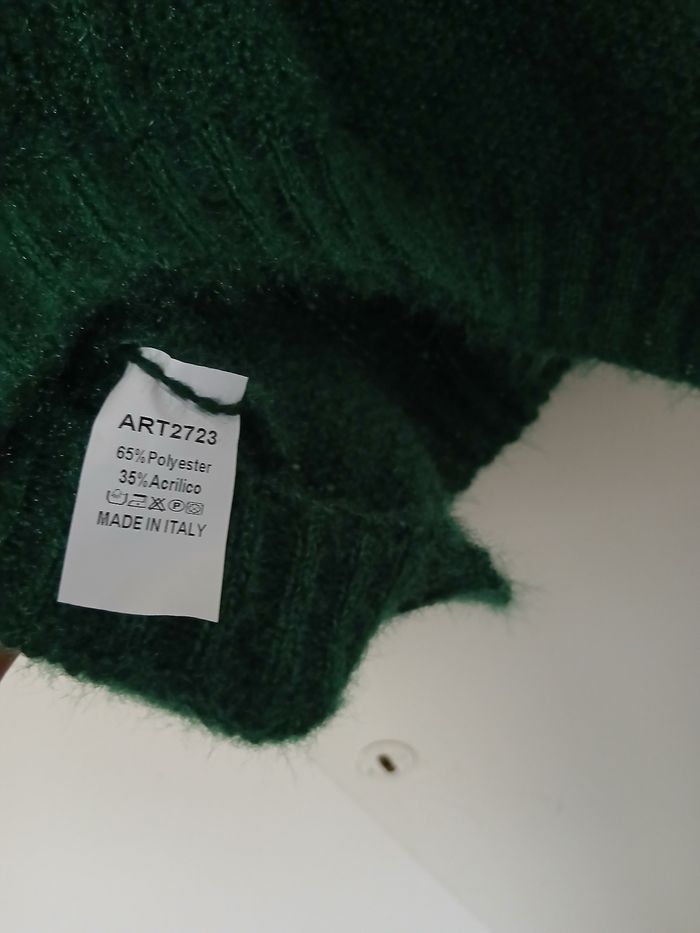 ART2723
65%Polyester
35%Acrilico
P
MADE IN ITALY